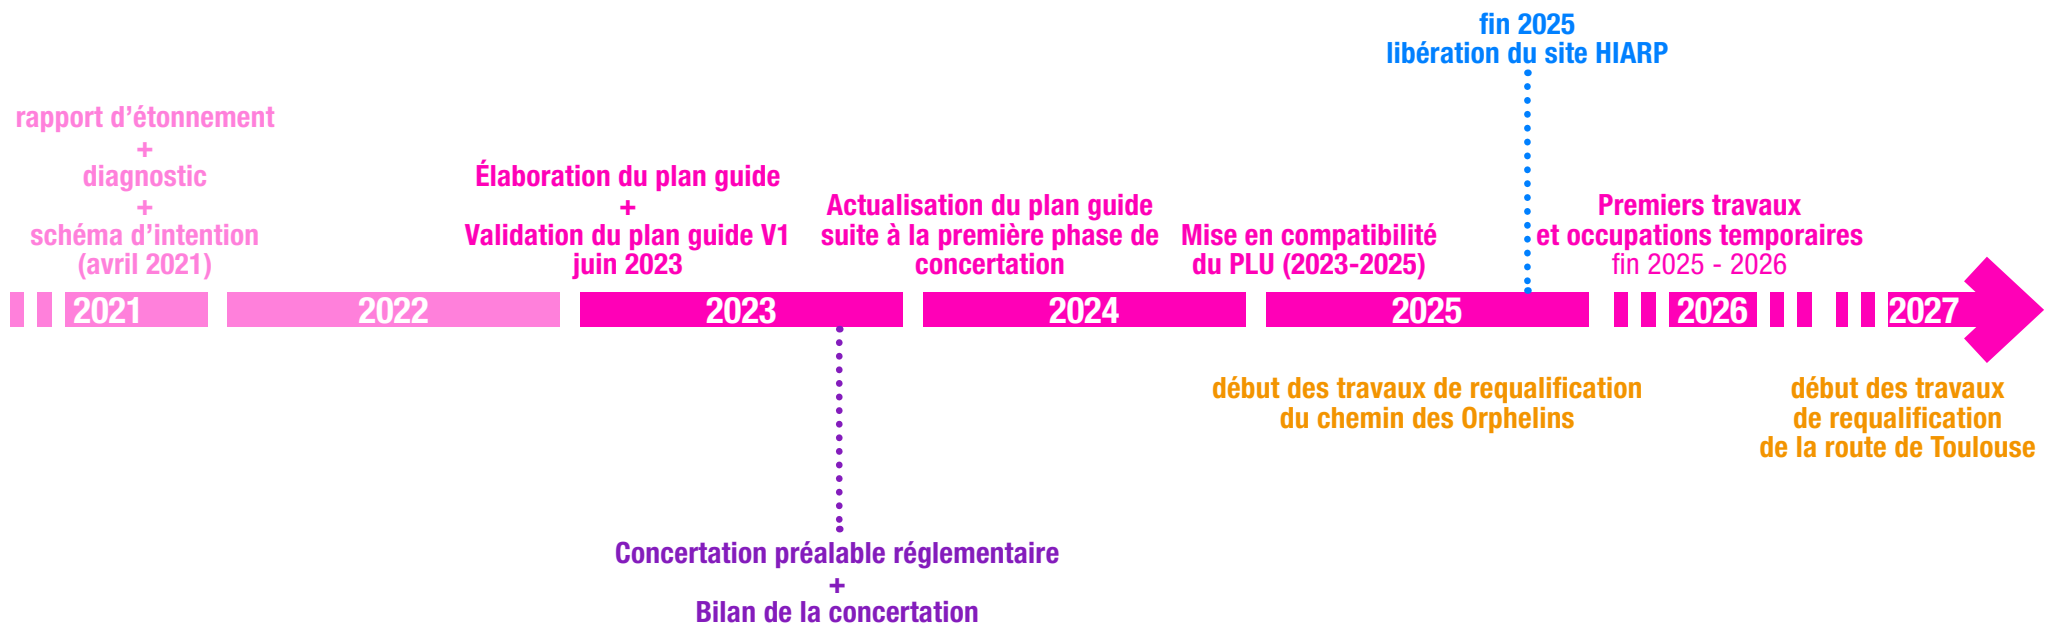 fin 2025
libération du site HIARP
rapport d’étonnement
+
diagnostic
+
schéma d’intention
(avril 2021)
Élaboration du plan guide
+
Validation du plan guide V1
juin 2023
Actualisation du plan guide
suite à la première phase de
concertation
Mise en compatibilité
du PLU (2023-2025)
Premiers travaux
et occupations temporaires
fin 2025 - 2026
2021
2022
2023
2024
2025
2026
2027
début des travaux de requalification
du chemin des Orphelins
début des travaux
de requalification
de la route de Toulouse
Concertation préalable réglementaire
+
Bilan de la concertation